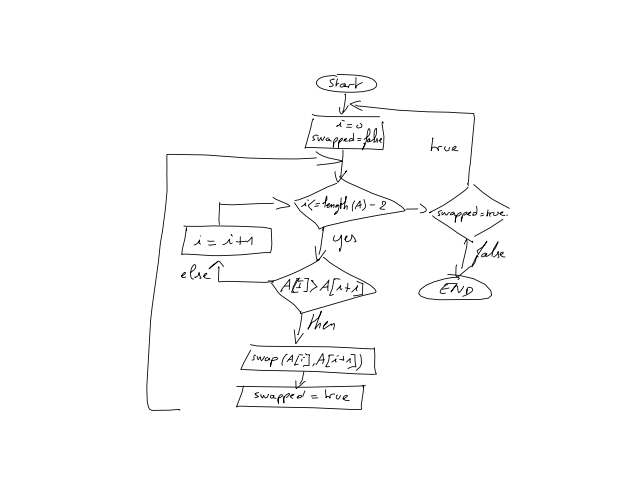 start
i = 0
swapped = false
true
i <= length (A) - 2
swapped = true.
i = i+1
yes
false
else
A[I] > A[i+i]
END
then
swap (A[i], A[i+1])
swapped = true